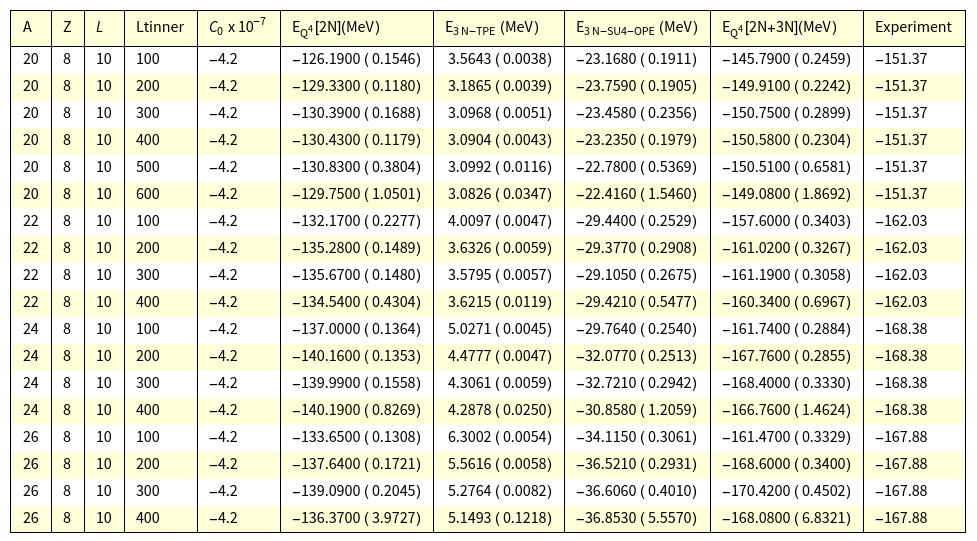 A Z L Ltinner C₀ x 10⁻⁷ E_Q⁴[2N](MeV) E₃ N−TPE (MeV) E₃ N−SU4−OPE (MeV) E_Q⁴[2N+3N](MeV) Experiment
20 8 10 100 −4.2 −126.1900 ( 0.1546) 3.5643 ( 0.0038) −23.1680 ( 0.1911) −145.7900 ( 0.2459) −151.37
20 8 10 200 −4.2 −129.3300 ( 0.1180) 3.1865 ( 0.0039) −23.7590 ( 0.1905) −149.9100 ( 0.2242) −151.37
20 8 10 300 −4.2 −130.3900 ( 0.1688) 3.0968 ( 0.0051) −23.4580 ( 0.2356) −150.7500 ( 0.2899) −151.37
20 8 10 400 −4.2 −130.4300 ( 0.1179) 3.0904 ( 0.0043) −23.2350 ( 0.1979) −150.5800 ( 0.2304) −151.37
20 8 10 500 −4.2 −130.8300 ( 0.3804) 3.0992 ( 0.0116) −22.7800 ( 0.5369) −150.5100 ( 0.6581) −151.37
20 8 10 600 −4.2 −129.7500 ( 1.0501) 3.0826 ( 0.0347) −22.4160 ( 1.5460) −149.0800 ( 1.8692) −151.37
22 8 10 100 −4.2 −132.1700 ( 0.2277) 4.0097 ( 0.0047) −29.4400 ( 0.2529) −157.6000 ( 0.3403) −162.03
22 8 10 200 −4.2 −135.2800 ( 0.1489) 3.6326 ( 0.0059) −29.3770 ( 0.2908) −161.0200 ( 0.3267) −162.03
22 8 10 300 −4.2 −135.6700 ( 0.1480) 3.5795 ( 0.0057) −29.1050 ( 0.2675) −161.1900 ( 0.3058) −162.03
22 8 10 400 −4.2 −134.5400 ( 0.4304) 3.6215 ( 0.0119) −29.4210 ( 0.5477) −160.3400 ( 0.6967) −162.03
24 8 10 100 −4.2 −137.0000 ( 0.1364) 5.0271 ( 0.0045) −29.7640 ( 0.2540) −161.7400 ( 0.2884) −168.38
24 8 10 200 −4.2 −140.1600 ( 0.1353) 4.4777 ( 0.0047) −32.0770 ( 0.2513) −167.7600 ( 0.2855) −168.38
24 8 10 300 −4.2 −139.9900 ( 0.1558) 4.3061 ( 0.0059) −32.7210 ( 0.2942) −168.4000 ( 0.3330) −168.38
24 8 10 400 −4.2 −140.1900 ( 0.8269) 4.2878 ( 0.0250) −30.8580 ( 1.2059) −166.7600 ( 1.4624) −168.38
26 8 10 100 −4.2 −133.6500 ( 0.1308) 6.3002 ( 0.0054) −34.1150 ( 0.3061) −161.4700 ( 0.3329) −167.88
26 8 10 200 −4.2 −137.6400 ( 0.1721) 5.5616 ( 0.0058) −36.5210 ( 0.2931) −168.6000 ( 0.3400) −167.88
26 8 10 300 −4.2 −139.0900 ( 0.2045) 5.2764 ( 0.0082) −36.6060 ( 0.4010) −170.4200 ( 0.4502) −167.88
26 8 10 400 −4.2 −136.3700 ( 3.9727) 5.1493 ( 0.1218) −36.8530 ( 5.5570) −168.0800 ( 6.8321) −167.88